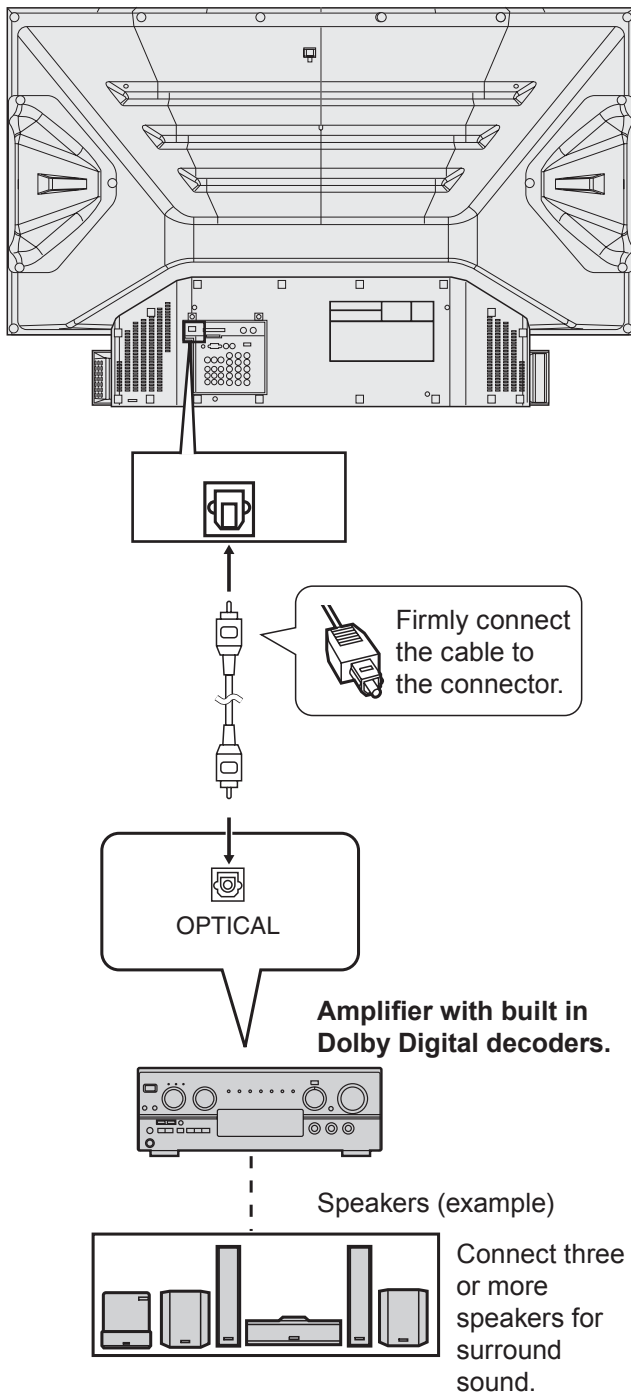 Firmly connect
the cable to
the connector.
OPTICAL
Amplifier with built in
Dolby Digital decoders.
Speakers (example)
Connect three
or more
speakers for
surround
sound.